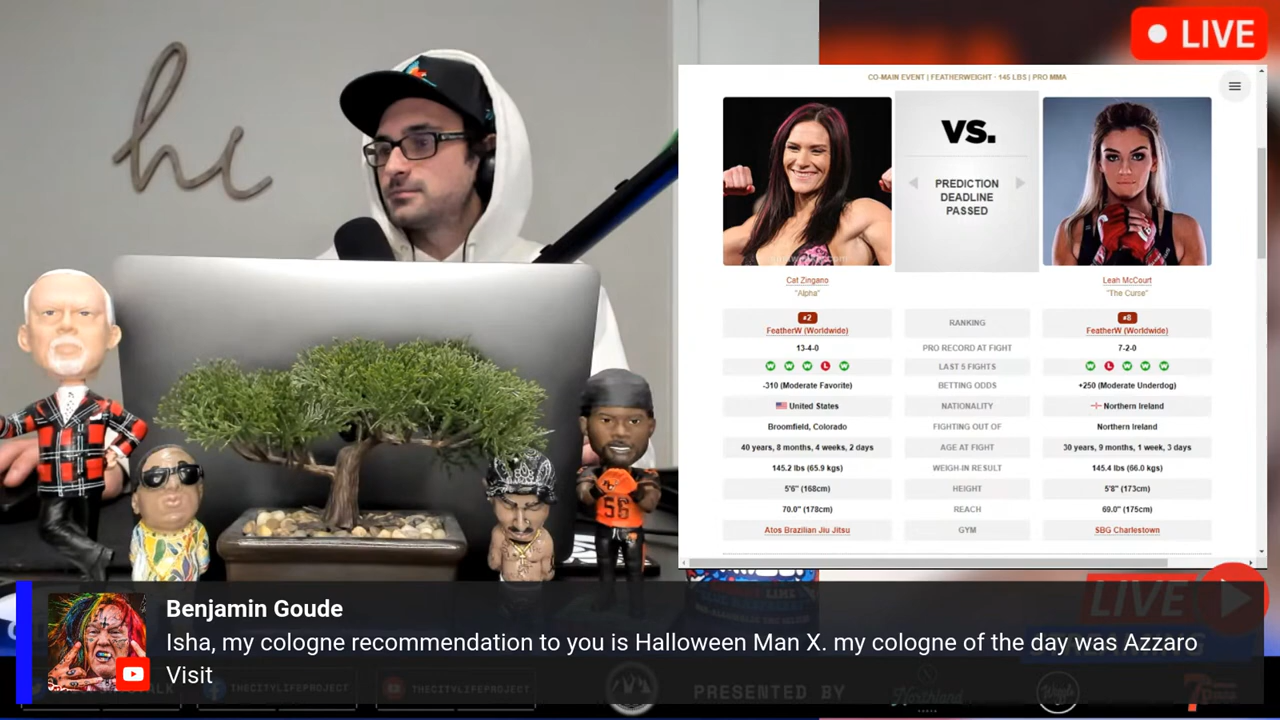 hi
LIVE
CO-MAIN EVENT | FEATHERWEIGHT · 145 LBS | PRO MMA
VS.
PREDICTION
DEADLINE
PASSED
Cat Zingano
"Alpha"
Leah McCourt
"The Curse"
#2 RANKING #8
FeatherW (Worldwide) FeatherW (Worldwide)
13-4-0 PRO RECORD AT FIGHT 7-2-0
W W W L W LAST 5 FIGHTS W L W W W
-310 (Moderate Favorite) BETTING ODDS +250 (Moderate Underdog)
United States NATIONALITY Northern Ireland
Broomfield, Colorado FIGHTING OUT OF Northern Ireland
40 years, 8 months, 4 weeks, 2 days AGE AT FIGHT 30 years, 9 months, 1 week, 3 days
145.2 lbs (65.9 kgs) WEIGH-IN RESULT 145.4 lbs (66.0 kgs)
5'6" (168cm) HEIGHT 5'8" (173cm)
70.0" (178cm) REACH 69.0" (175cm)
Atos Brazilian Jiu Jitsu GYM SBG Charlestown
56
LIVE
Benjamin Goude
Isha, my cologne recommendation to you is Halloween Man X. my cologne of the day was Azzaro
Visit
THECITYLIFEPROJECT
THECITYLIFEPROJECT
PRESENTED BY
Northland